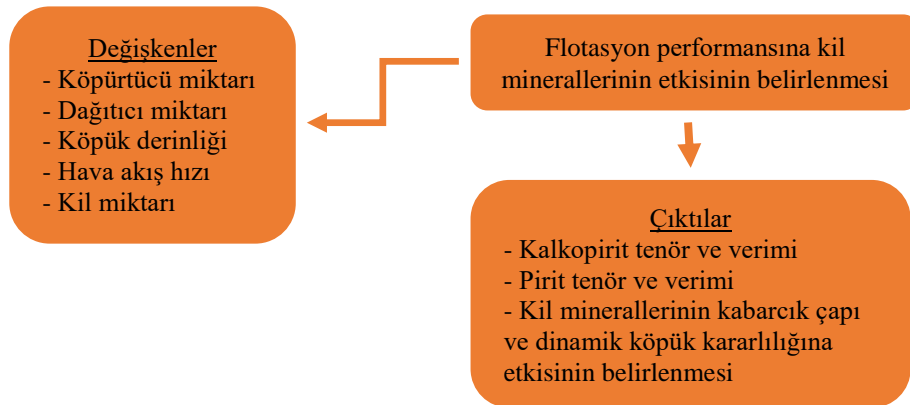 Değişkenler
- Köpürtücü miktarı
- Dağıtıcı miktarı
- Köpük derinliği
- Hava akış hızı
- Kil miktarı
Flotasyon performansına kil
minerallerinin etkisinin belirlenmesi
Çıktılar
- Kalkopirit tenör ve verimi
- Pirit tenör ve verimi
- Kil minerallerinin kabarcık çapı
ve dinamik köpük kararlılığına
etkisinin belirlenmesi